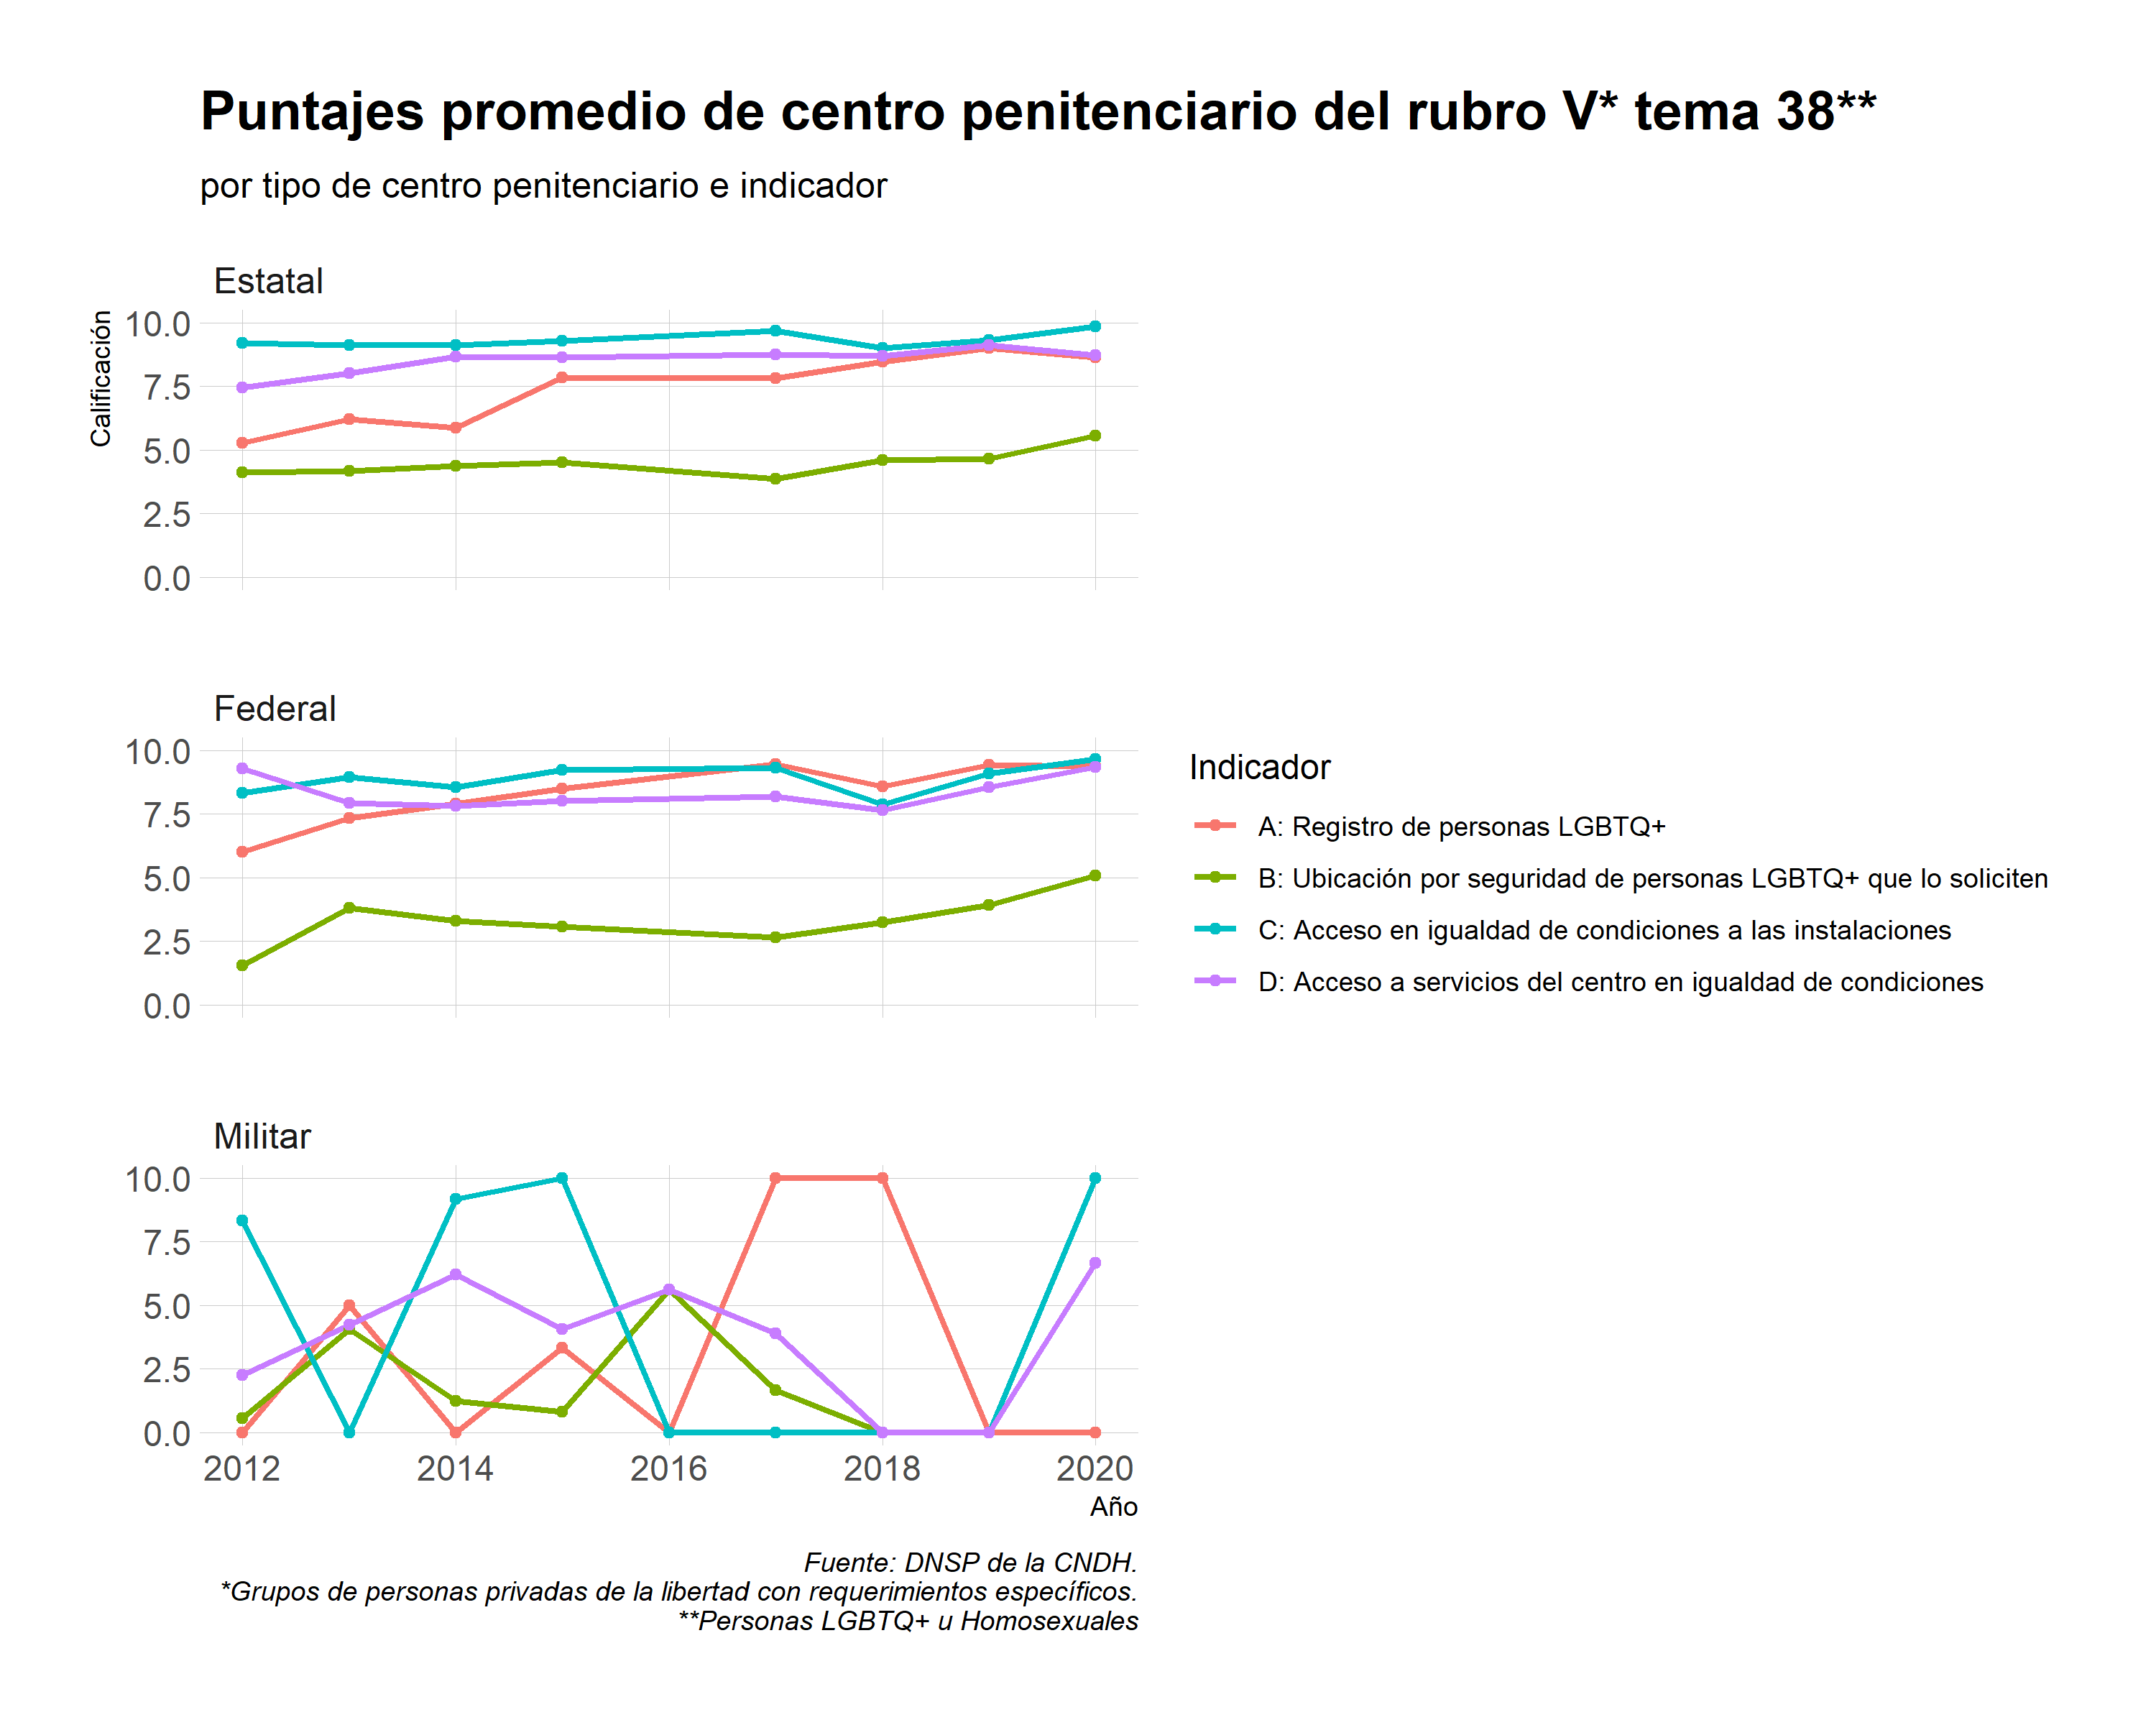 Puntajes promedio de centro penitenciario del rubro V* tema 38**
por tipo de centro penitenciario e indicador
Estatal
Calificación
10.0
7.5
5.0
2.5
0.0
Federal
10.0
7.5
5.0
2.5
0.0
Indicador
A: Registro de personas LGBTQ+
B: Ubicación por seguridad de personas LGBTQ+ que lo soliciten
C: Acceso en igualdad de condiciones a las instalaciones
D: Acceso a servicios del centro en igualdad de condiciones
Militar
10.0
7.5
5.0
2.5
0.0
2012 2014 2016 2018 2020
Año
Fuente: DNSP de la CNDH.
*Grupos de personas privadas de la libertad con requerimientos específicos.
**Personas LGBTQ+ u Homosexuales